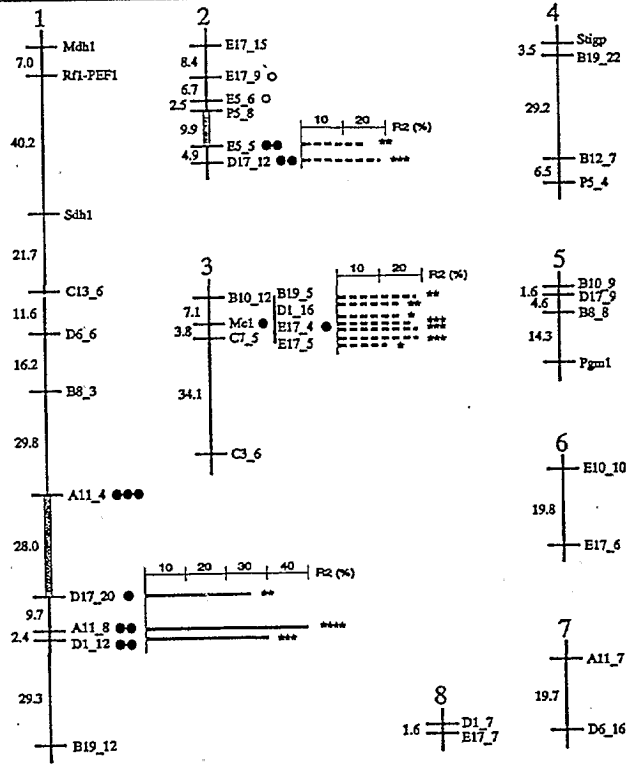 1
Mdh1
7.0
Rf1-PEF1
40.2
Sdh1
21.7
C13_6
11.6
D6_6
16.2
B8_3
29.8
A11_4 ●●●
28.0
10 20 30 40 R2 (%)
D17_20 ● **
9.7
A11_8 ●● ****
2.4
D1_12 ●● ***
29.3
B19_12
2
E17_15
8.4
E17_9 ○
6.7
E5_6 ○
2.5
P5_8
9.9
10 20 R2 (%)
E5_5 ●● **
4.9
D17_12 ●● ***
3
10 20 R2 (%)
B10_12 B19_5 **
7.1
D1_16 **
*
Mc1 ● E17_4 ● ***
3.8
***
C7_5 E17_5 *
34.1
C3_6
4
Stigp
3.5
B19_22
29.2
B12_7
6.5
P5_4
5
B10_9
1.6
D17_9
4.6
B8_8
14.3
Pgm1
6
E10_10
19.8
E17_6
7
A11_7
19.7
D6_16
8
D1_7
1.6
E17_7